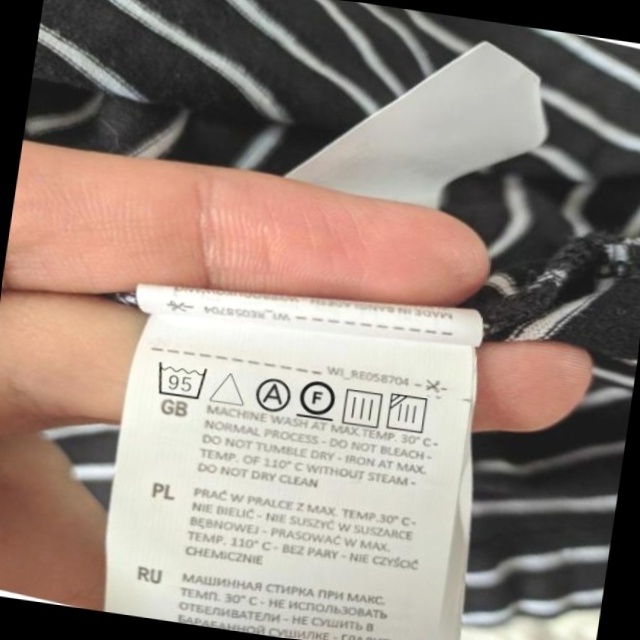 WI_RE058704
WI_RE058704
95 A F
GB MACHINE WASH AT MAX.TEMP. 30° C -
NORMAL PROCESS - DO NOT BLEACH -
DO NOT TUMBLE DRY - IRON AT MAX.
TEMP. OF 110° C WITHOUT STEAM -
DO NOT DRY CLEAN
PL PRAĆ W PRALCE Z MAX. TEMP.30° C -
NIE BIELIĆ - NIE SUSZYĆ W SUSZARCE
BĘBNOWEJ - PRASOWAĆ W MAX.
TEMP. 110° C - BEZ PARY - NIE CZYŚCIĆ
CHEMICZNIE
RU МАШИННАЯ СТИРКА ПРИ МАКС.
ТЕМП. 30° C - НЕ ИСПОЛЬЗОВАТЬ
ОТБЕЛИВАТЕЛИ - НЕ СУШИТЬ В
БАРАБАННОЙ СУШИЛКЕ -